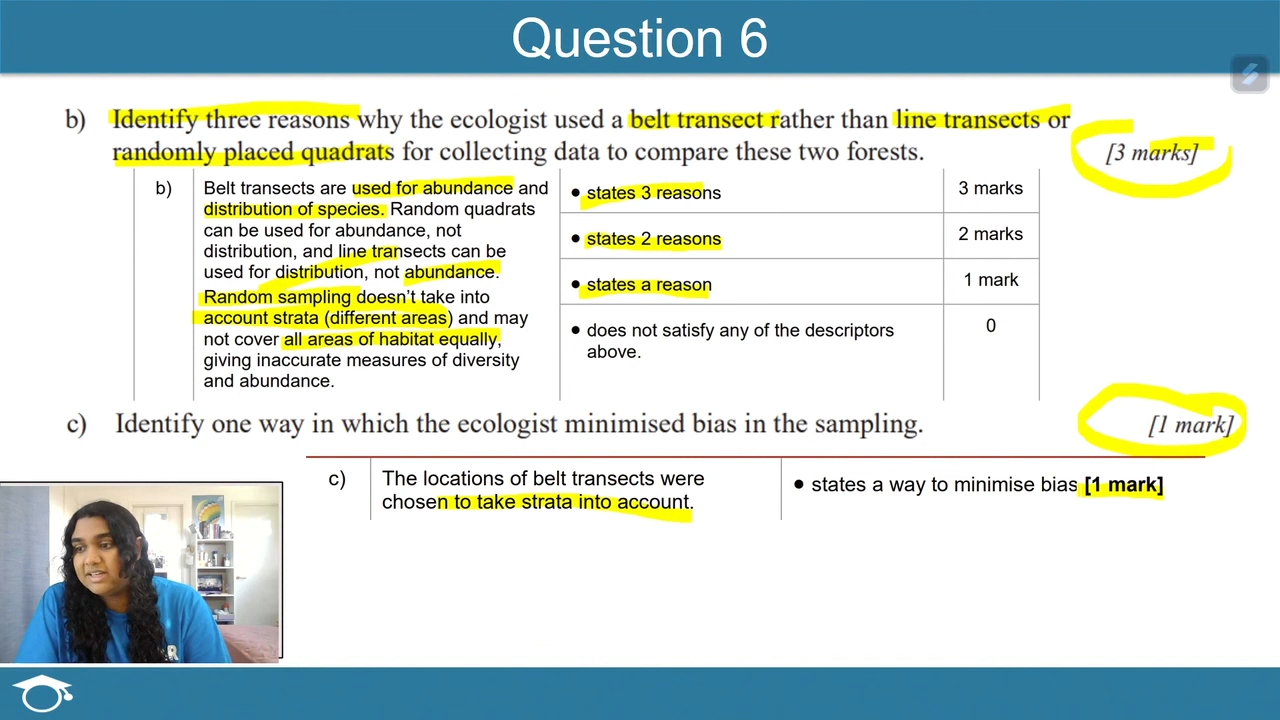 Question 6
b) Identify three reasons why the ecologist used a belt transect rather than line transects or
randomly placed quadrats for collecting data to compare these two forests.
[3 marks]
b)
Belt transects are used for abundance and
distribution of species. Random quadrats
can be used for abundance, not
distribution, and line transects can be
used for distribution, not abundance.
Random sampling doesn't take into
account strata (different areas) and may
not cover all areas of habitat equally,
giving inaccurate measures of diversity
and abundance.
• states 3 reasons
3 marks
• states 2 reasons
2 marks
• states a reason
1 mark
• does not satisfy any of the descriptors
above.
0
c) Identify one way in which the ecologist minimised bias in the sampling.
[1 mark]
c)
The locations of belt transects were
chosen to take strata into account.
• states a way to minimise bias [1 mark]